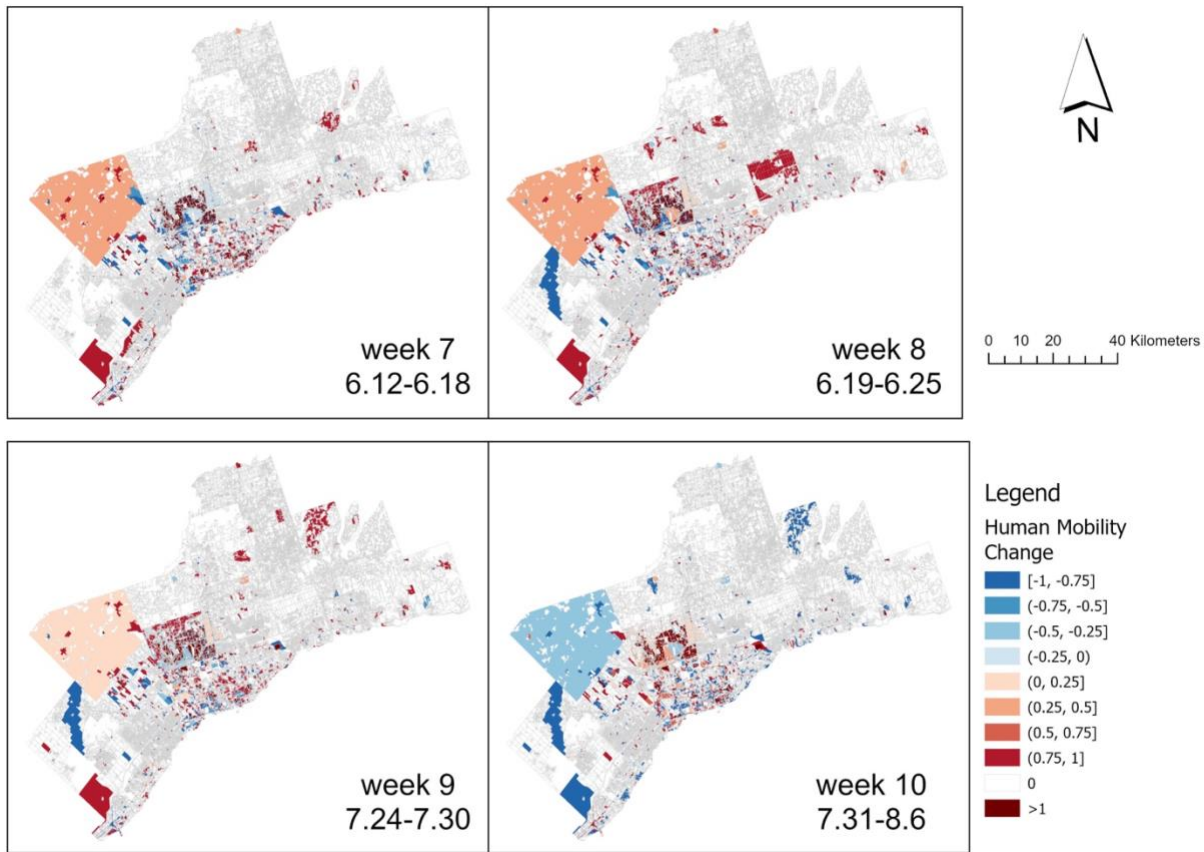 week 7
6.12-6.18
week 8
6.19-6.25
N
0 10 20 40 Kilometers
week 9
7.24-7.30
week 10
7.31-8.6
Legend
Human Mobility
Change
[-1, -0.75]
(-0.75, -0.5]
(-0.5, -0.25]
(-0.25, 0)
(0, 0.25]
(0.25, 0.5]
(0.5, 0.75]
(0.75, 1]
0
>1